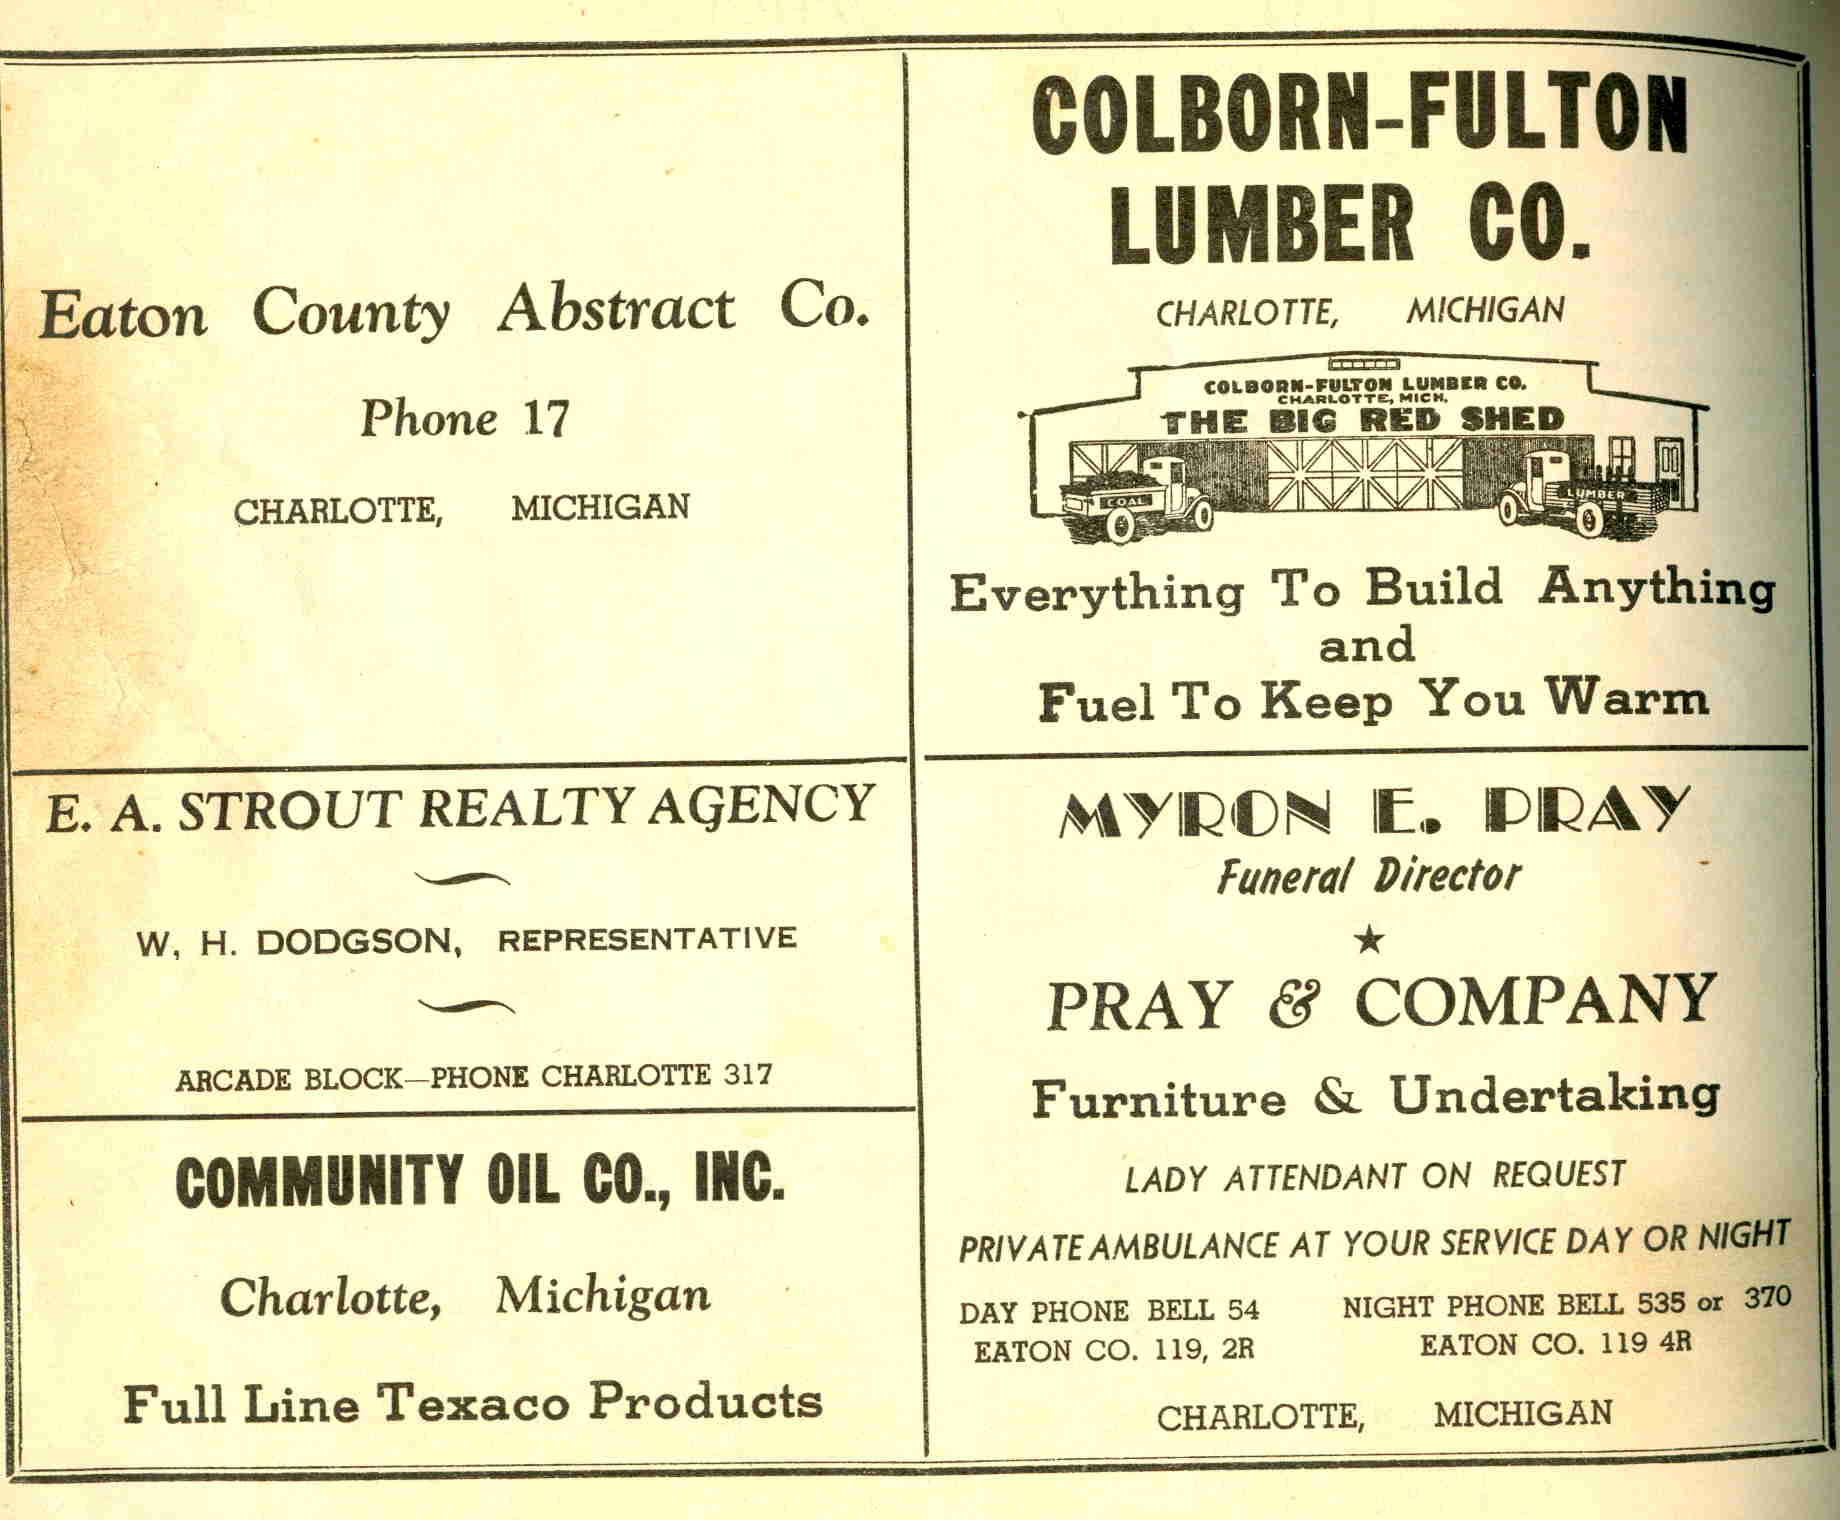 Eaton County Abstract Co.
Phone 17
CHARLOTTE, MICHIGAN
E. A. STROUT REALTY AGENCY
W, H. DODGSON, REPRESENTATIVE
ARCADE BLOCK—PHONE CHARLOTTE 317
COMMUNITY OIL CO., INC.
Charlotte, Michigan
Full Line Texaco Products
COLBORN-FULTON
LUMBER CO.
CHARLOTTE, MICHIGAN
COLBORN-FULTON LUMBER CO.
CHARLOTTE, MICH.
THE BIG RED SHED
COAL
LUMBER
Everything To Build Anything
and
Fuel To Keep You Warm
MYRON E. PRAY
Funeral Director
PRAY & COMPANY
Furniture & Undertaking
LADY ATTENDANT ON REQUEST
PRIVATE AMBULANCE AT YOUR SERVICE DAY OR NIGHT
DAY PHONE BELL 54 NIGHT PHONE BELL 535 or 370
EATON CO. 119, 2R EATON CO. 119 4R
CHARLOTTE, MICHIGAN